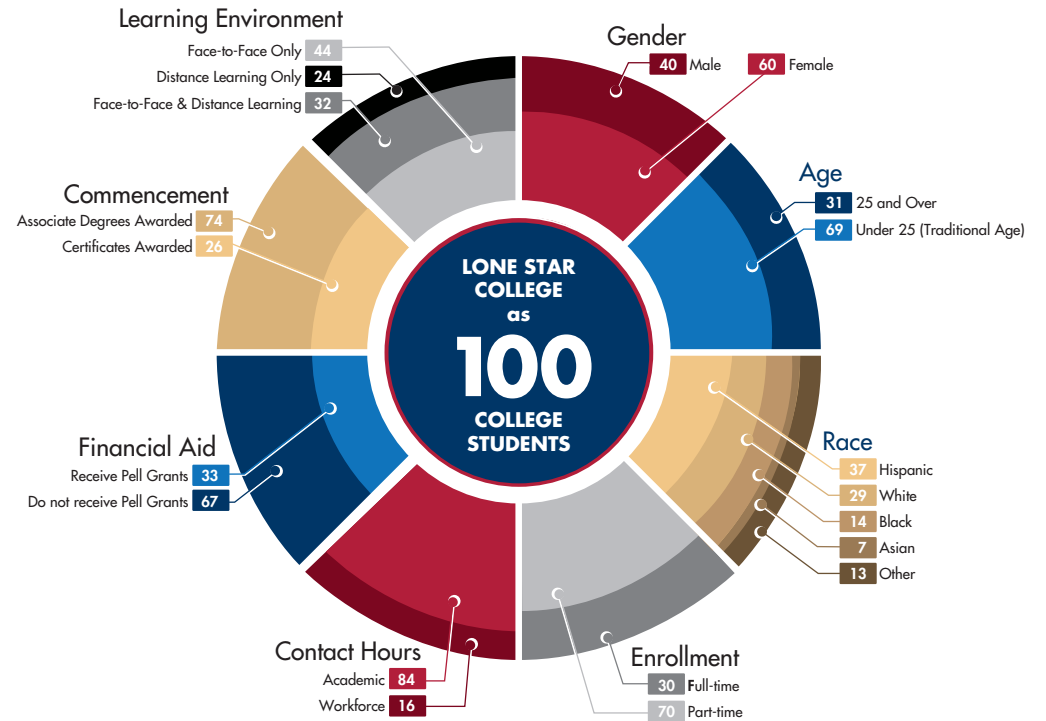 Learning Environment
Face-to-Face Only 44
Distance Learning Only 24
Face-to-Face & Distance Learning 32
Gender
40 Male
60 Female
Age
31 25 and Over
69 Under 25 (Traditional Age)
Commencement
Associate Degrees Awarded 74
Certificates Awarded 26
LONE STAR
COLLEGE
as
100
COLLEGE
STUDENTS
Financial Aid
Receive Pell Grants 33
Do not receive Pell Grants 67
Race
37 Hispanic
29 White
14 Black
7 Asian
13 Other
Contact Hours
Academic 84
Workforce 16
Enrollment
30 Full-time
70 Part-time